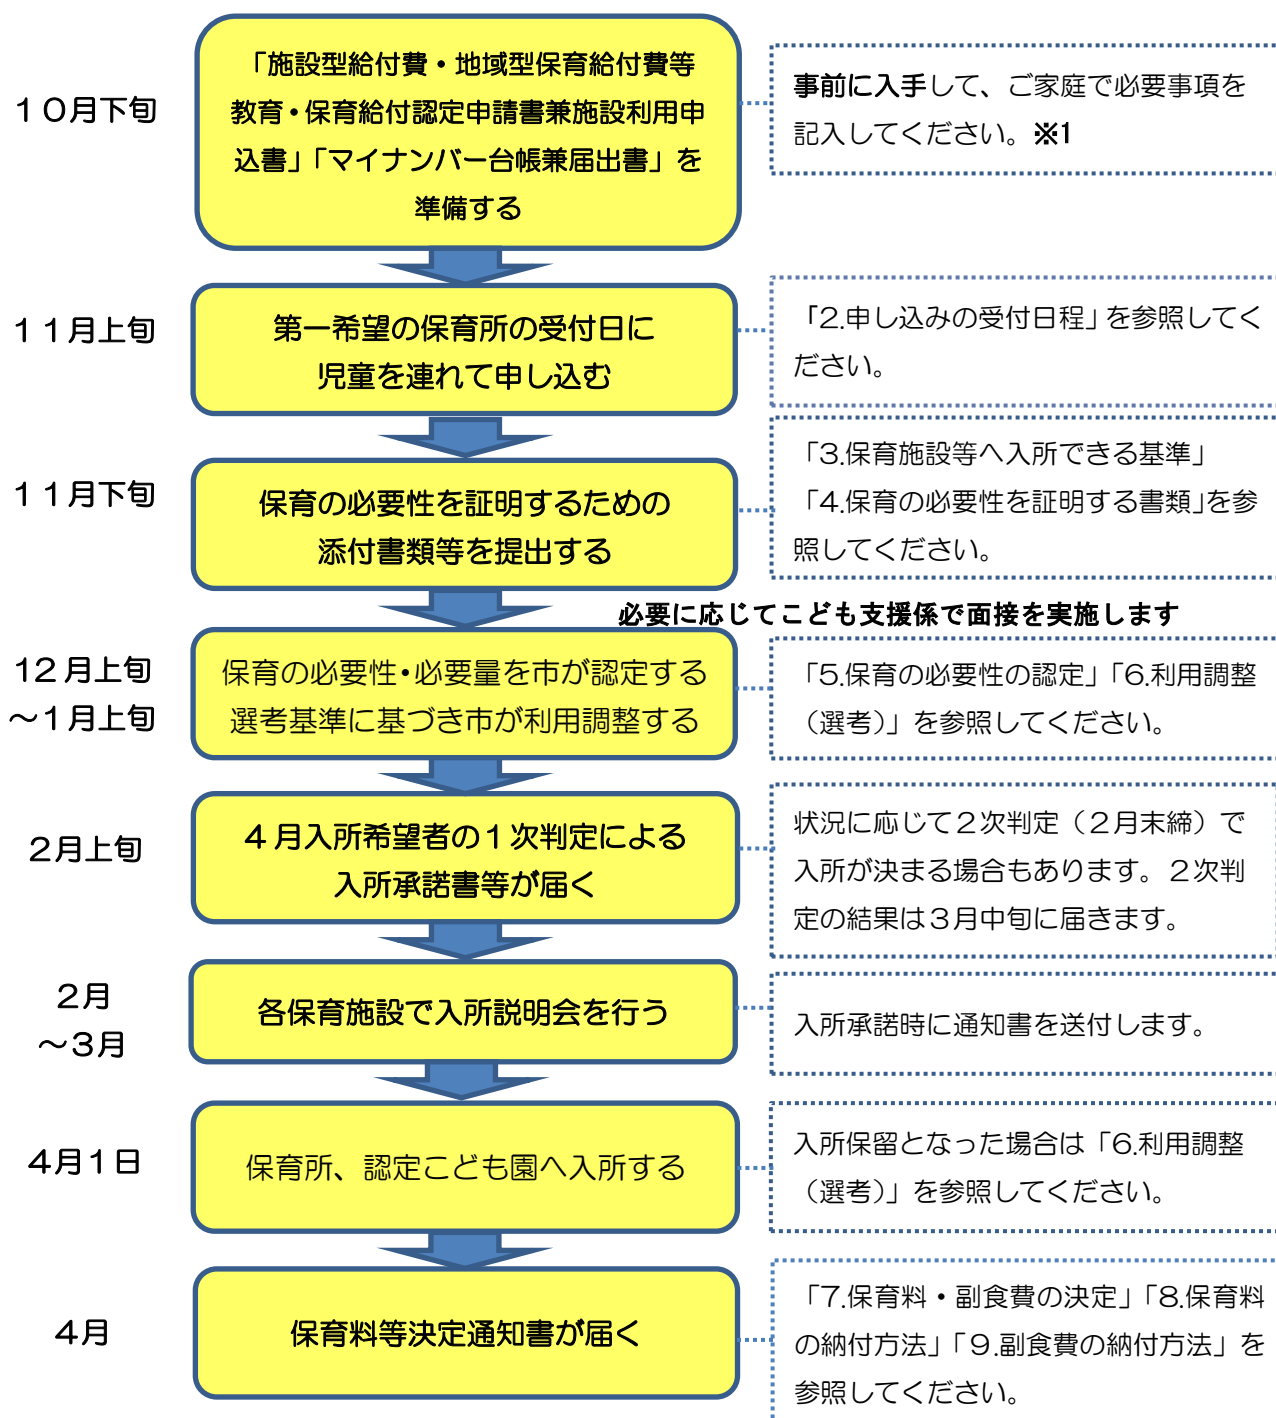 10月下旬
「施設型給付費・地域型保育給付費等
教育・保育給付認定申請書兼施設利用申
込書」「マイナンバー台帳兼届出書」を
準備する
事前に入手して、ご家庭で必要事項を
記入してください。※1
11月上旬
第一希望の保育所の受付日に
児童を連れて申し込む
「2.申し込みの受付日程」を参照してく
ださい。
11月下旬
保育の必要性を証明するための
添付書類等を提出する
「3.保育施設等へ入所できる基準」
「4.保育の必要性を証明する書類」を参
照してください。
必要に応じてこども支援係で面接を実施します
12月上旬
～1月上旬
保育の必要性・必要量を市が認定する
選考基準に基づき市が利用調整する
「5.保育の必要性の認定」「6.利用調整
（選考）」を参照してください。
2月上旬
4月入所希望者の1次判定による
入所承諾書等が届く
状況に応じて2次判定（2月末締）で
入所が決まる場合もあります。2次判
定の結果は3月中旬に届きます。
2月
～3月
各保育施設で入所説明会を行う
入所承諾時に通知書を送付します。
4月1日
保育所、認定こども園へ入所する
入所保留となった場合は「6.利用調整
（選考）」を参照してください。
4月
保育料等決定通知書が届く
「7.保育料・副食費の決定」「8.保育料
の納付方法」「9.副食費の納付方法」を
参照してください。